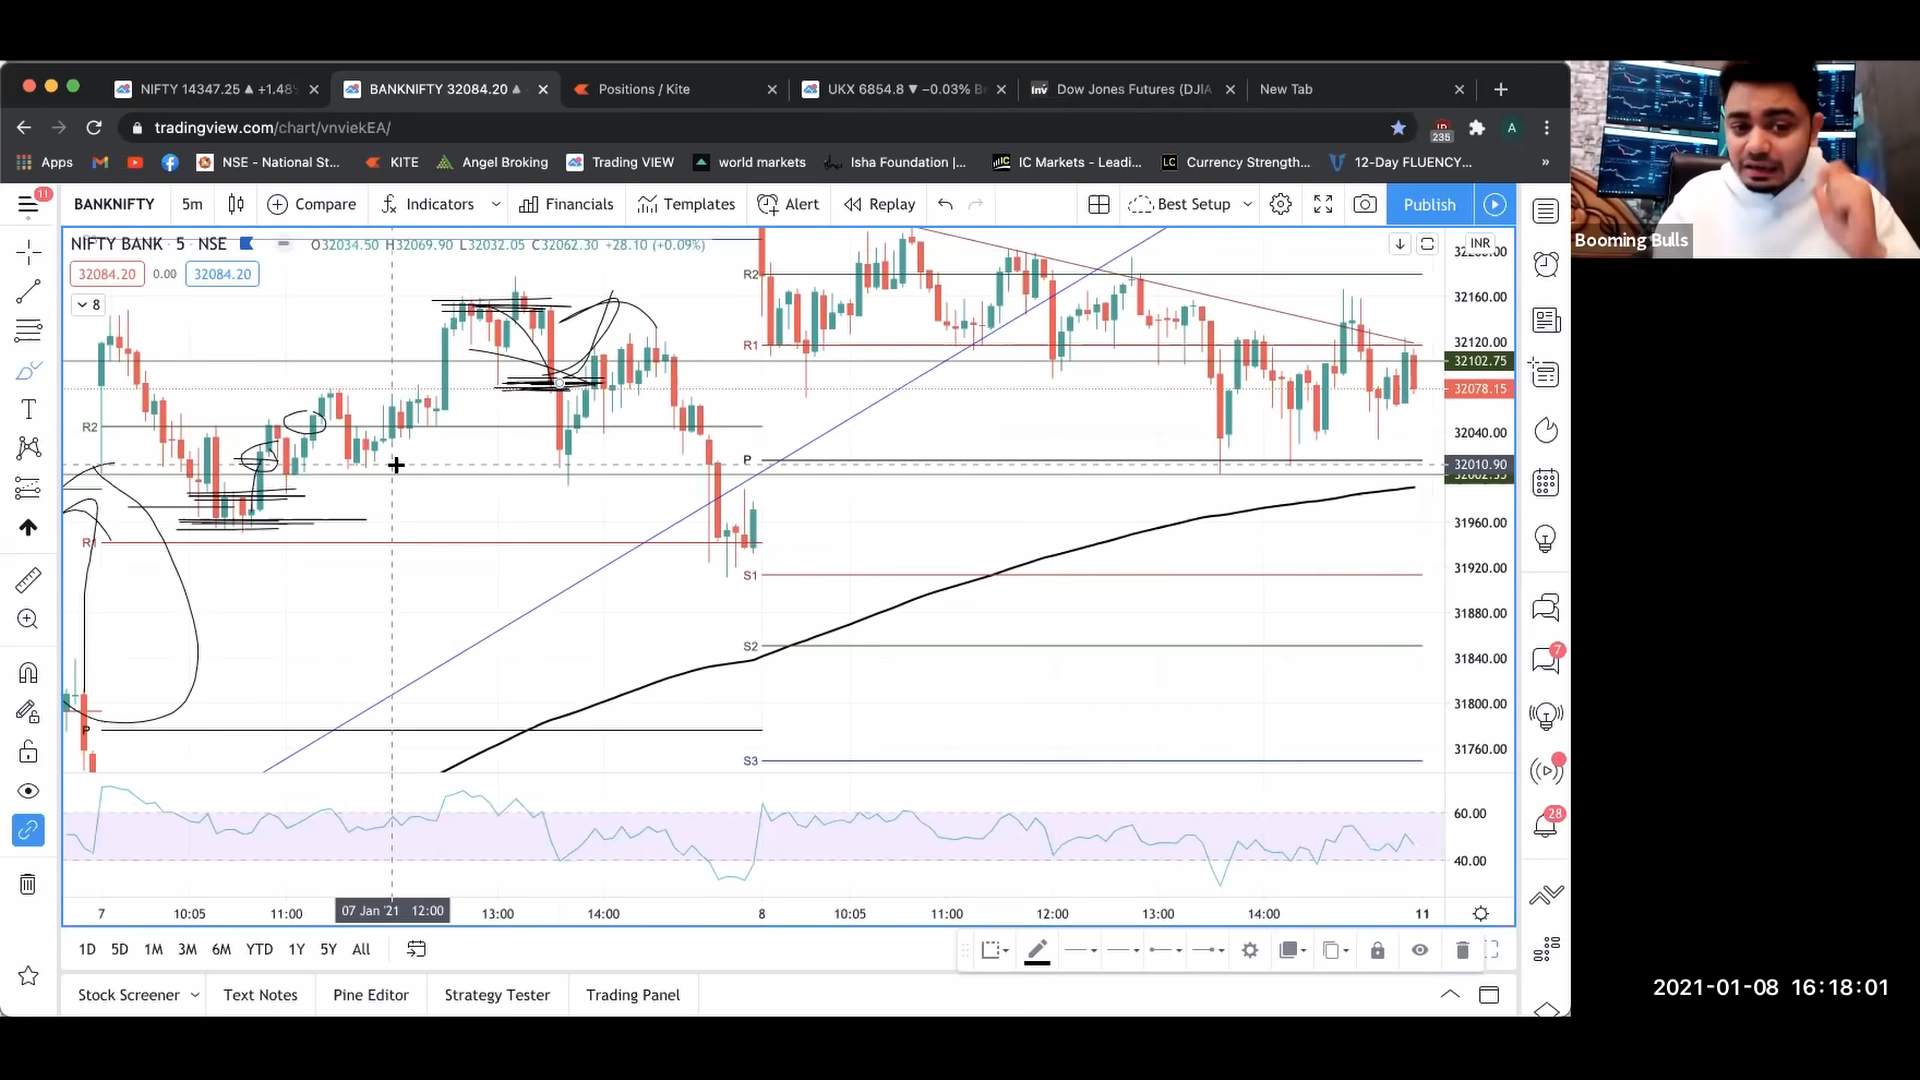 NIFTY 14347.25 ▲ +1.48%
BANKNIFTY 32084.20 ▲
Positions / Kite
UKX 6854.8 ▼ −0.03%
Dow Jones Futures (DJIA
New Tab
tradingview.com/chart/vnviekEA/
235
A
Apps
NSE - National St...
KITE
Angel Broking
Trading VIEW
world markets
Isha Foundation |...
IC Markets - Leadi...
LC Currency Strength...
12-Day FLUENCY...
»
11
BANKNIFTY
5m
Compare
Indicators
Financials
Templates
Alert
Replay
Best Setup
Publish
Booming Bulls
NIFTY BANK · 5 · NSE
O32034.50 H32069.90 L32032.05 C32062.30 +28.10 (+0.09%)
INR
32084.20
0.00
32084.20
8
R2
32160.00
R1
32120.00
32102.75
32078.15
R2
32040.00
P
32010.90
31960.00
R1
S1
31920.00
31880.00
S2
31840.00
31800.00
P
S3
31760.00
60.00
40.00
7
28
7
10:05
11:00
07 Jan '21 12:00
13:00
14:00
8
10:05
11:00
12:00
13:00
14:00
11
1D
5D
1M
3M
6M
YTD
1Y
5Y
All
Stock Screener
Text Notes
Pine Editor
Strategy Tester
Trading Panel
2021-01-08 16:18:01